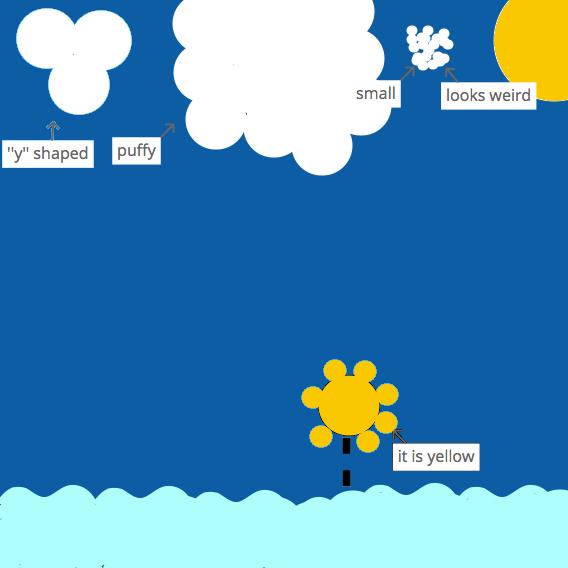 small
looks weird
"y" shaped
puffy
it is yellow